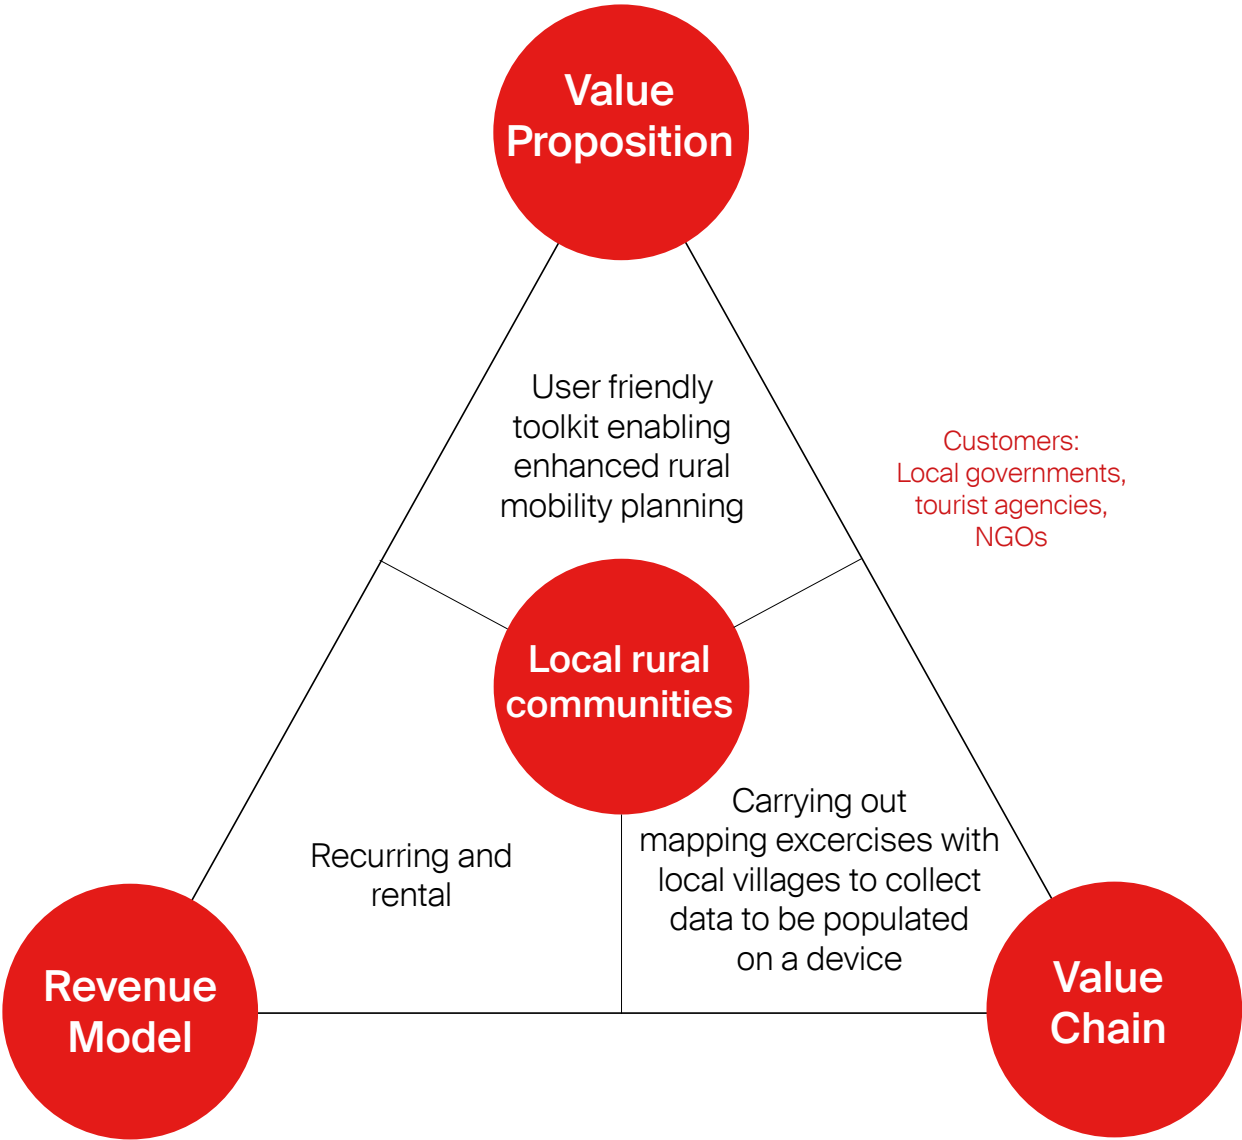 Value
Proposition
User friendly
toolkit enabling
enhanced rural
mobility planning
Customers:
Local governments,
tourist agencies,
NGOs
Local rural
communities
Recurring and
rental
Carrying out
mapping excercises with
local villages to collect
data to be populated
on a device
Revenue
Model
Value
Chain